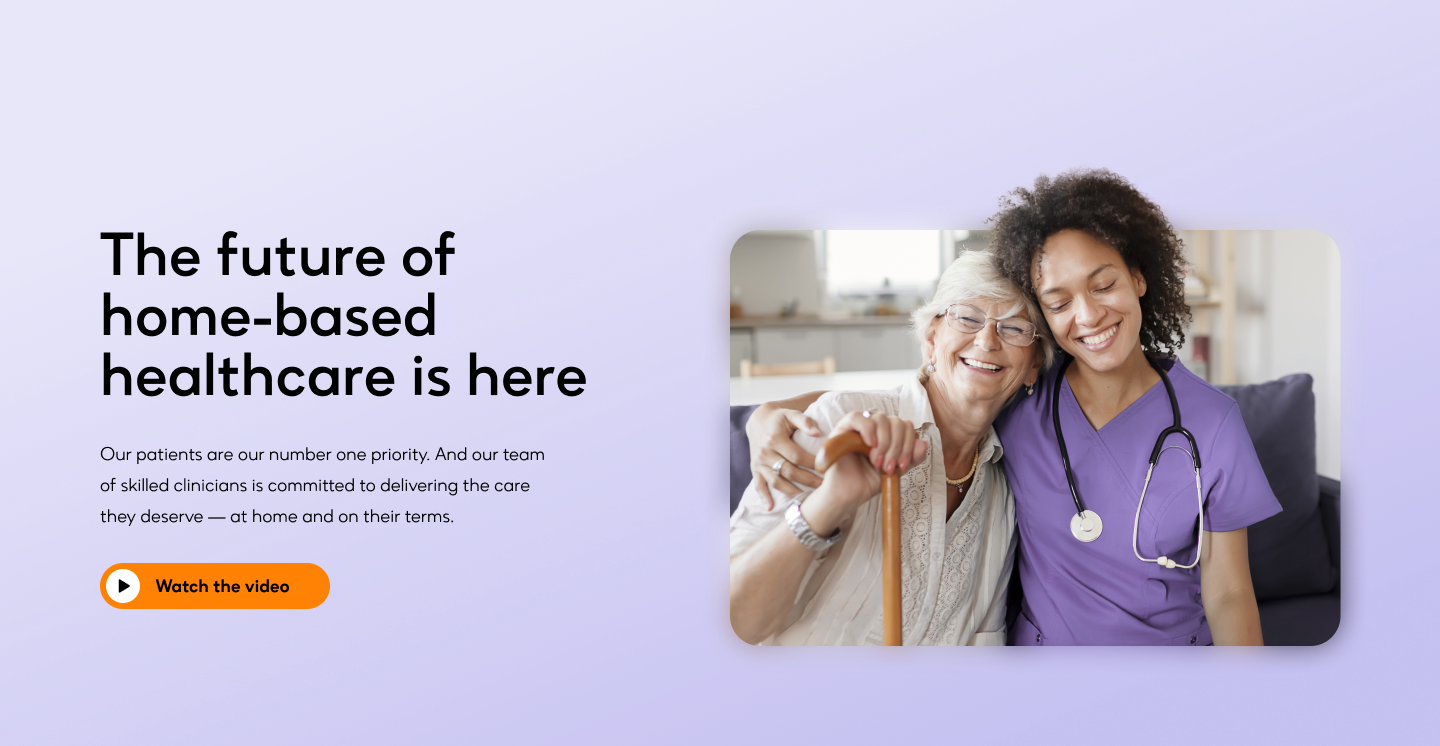 The future of
home-based
healthcare is here
Our patients are our number one priority. And our team
of skilled clinicians is committed to delivering the care
they deserve — at home and on their terms.
Watch the video